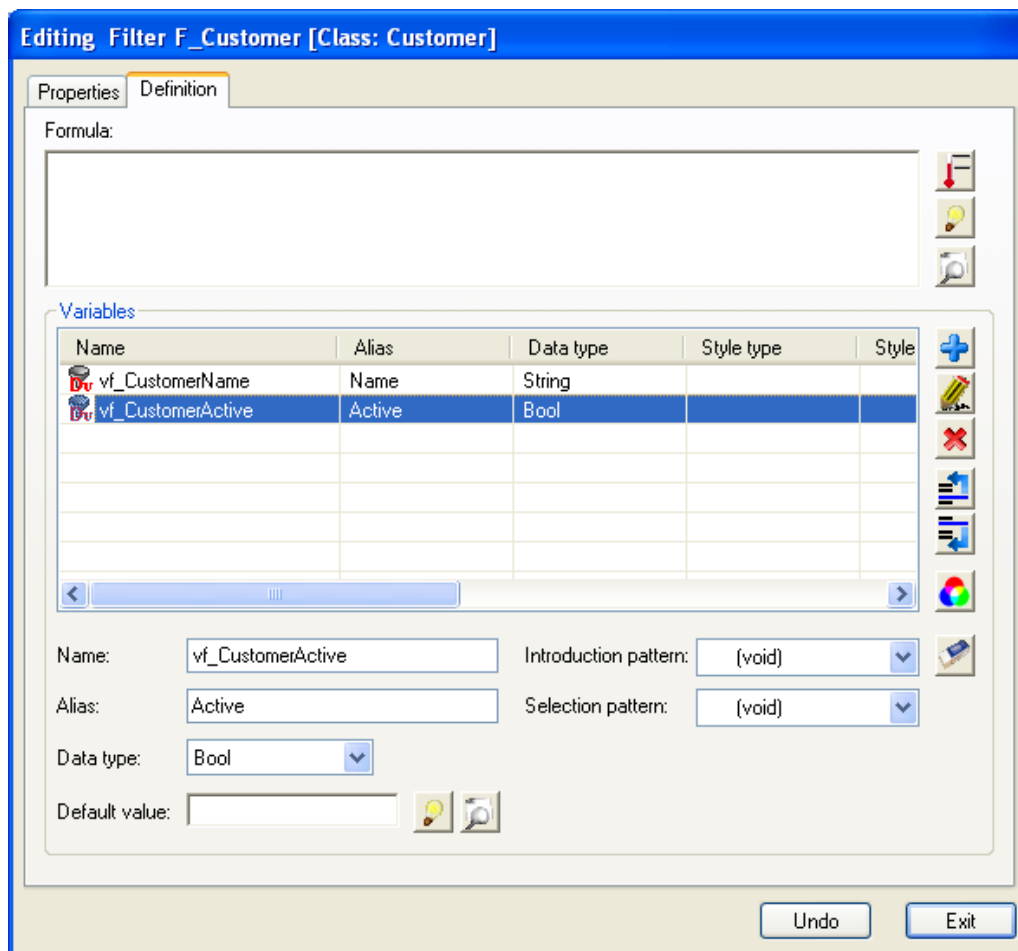 Editing Filter F_Customer [Class: Customer]
Properties Definition
Formula:
Variables
Name Alias Data type Style type Style
vf_CustomerName Name String
vf_CustomerActive Active Bool
Name: vf_CustomerActive Introduction pattern: (void)
Alias: Active Selection pattern: (void)
Data type: Bool
Default value:
Undo Exit